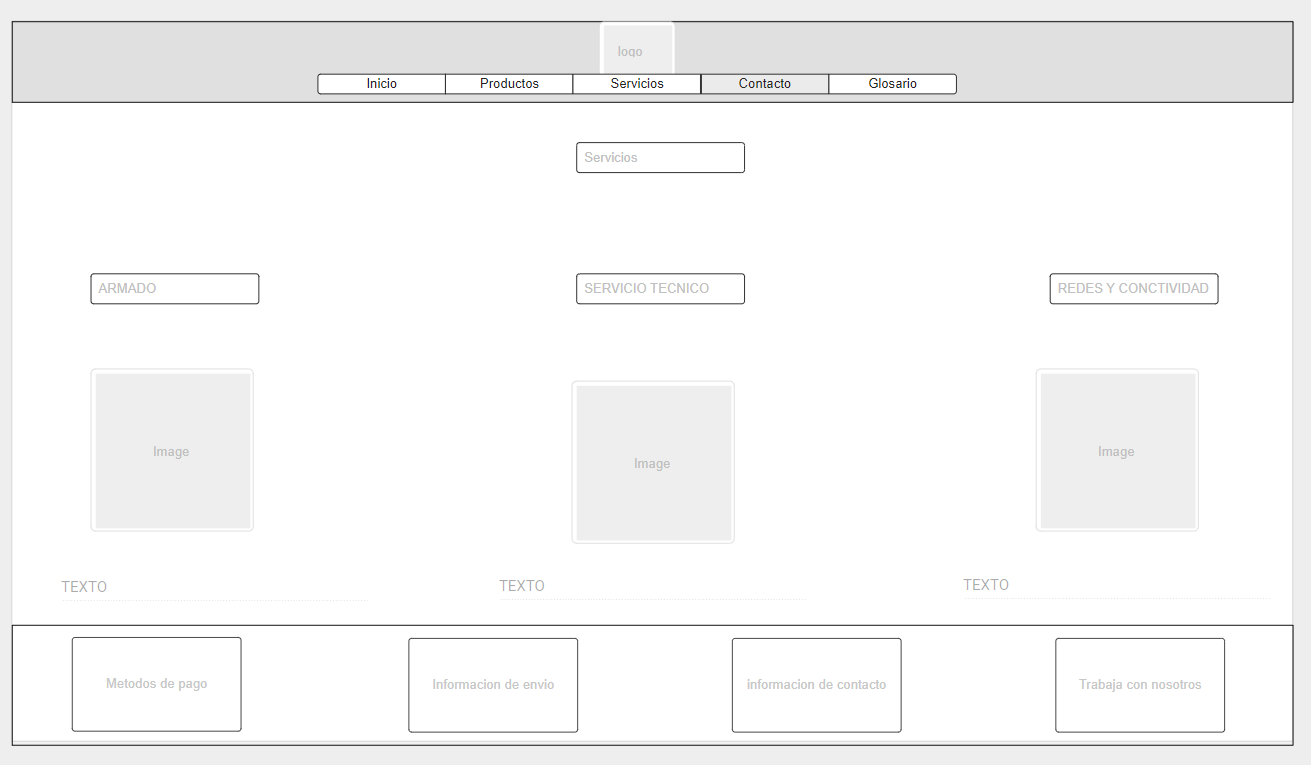 logo
Inicio
Productos
Servicios
Contacto
Glosario
Servicios
ARMADO
SERVICIO TECNICO
REDES Y CONCTIVIDAD
Image
Image
Image
TEXTO
TEXTO
TEXTO
Metodos de pago
Informacion de envio
informacion de contacto
Trabaja con nosotros